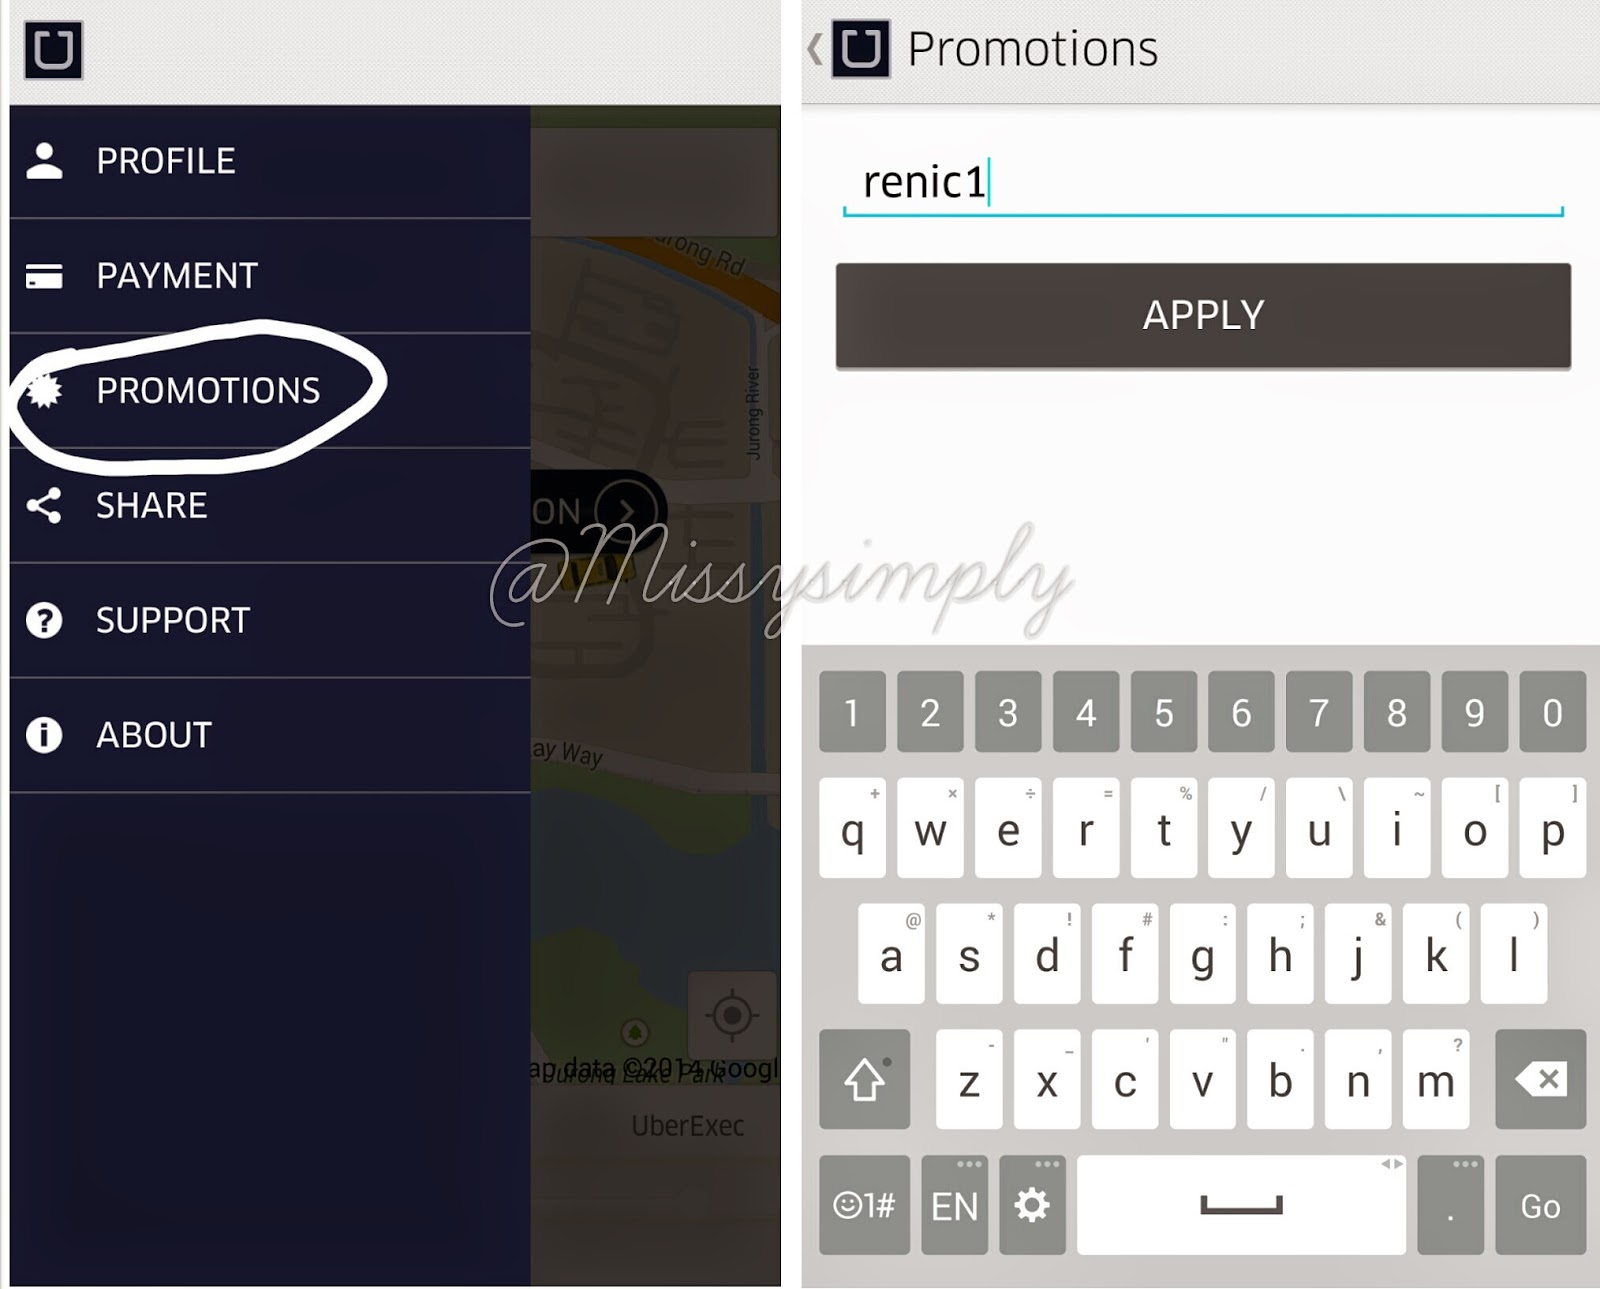 PROFILE
PAYMENT
PROMOTIONS
SHARE
SUPPORT
ABOUT
Jurong Rd
Jurong River
ON
ay Way
ap data ©2014 Googl
Jurong Lake Park
UberExec
@Missysimply
Promotions
renic1
APPLY
1 2 3 4 5 6 7 8 9 0
+ × ÷ = % / \ ~ [ ]
q w e r t y u i o p
@ * ! # : ; & ( )
a s d f g h j k l
- _ ' " . , ?
z x c v b n m
1# EN . Go